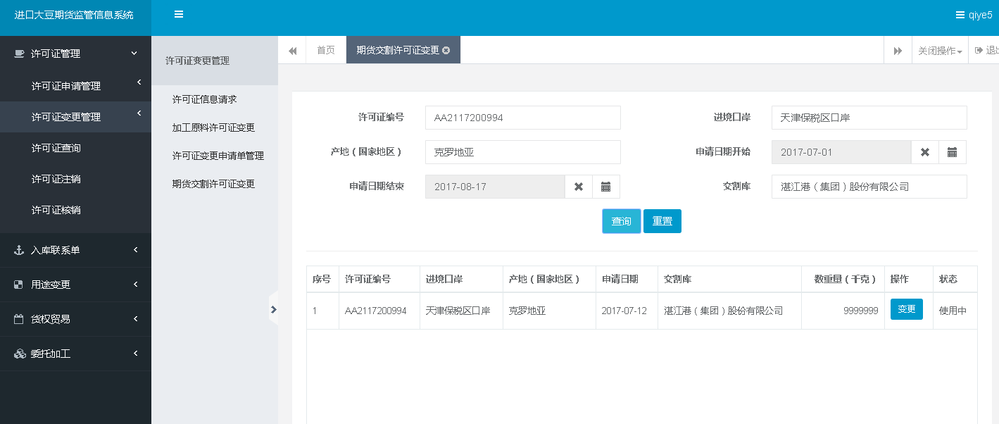 进口大豆期货监管信息系统
qiye5
许可证管理
许可证申请管理
许可证变更管理
许可证查询
许可证注销
许可证核销
入库联系单
用途变更
货权贸易
委托加工
许可证变更管理
许可证信息请求
加工原料许可证变更
许可证变更申请单管理
期货交割许可证变更
首页
期货交割许可证变更
关闭操作
退出
许可证编号 AA2117200994 进境口岸 天津保税区口岸
产地（国家地区） 克罗地亚 申请日期开始 2017-07-01
申请日期结束 2017-08-17 交割库 湛江港（集团）股份有限公司
查询 重置
序号 许可证编号 进境口岸 产地（国家地区） 申请日期 交割库 数重量（千克） 操作 状态
1 AA2117200994 天津保税区口岸 克罗地亚 2017-07-12 湛江港（集团）股份有限公司 9999999 变更 使用中